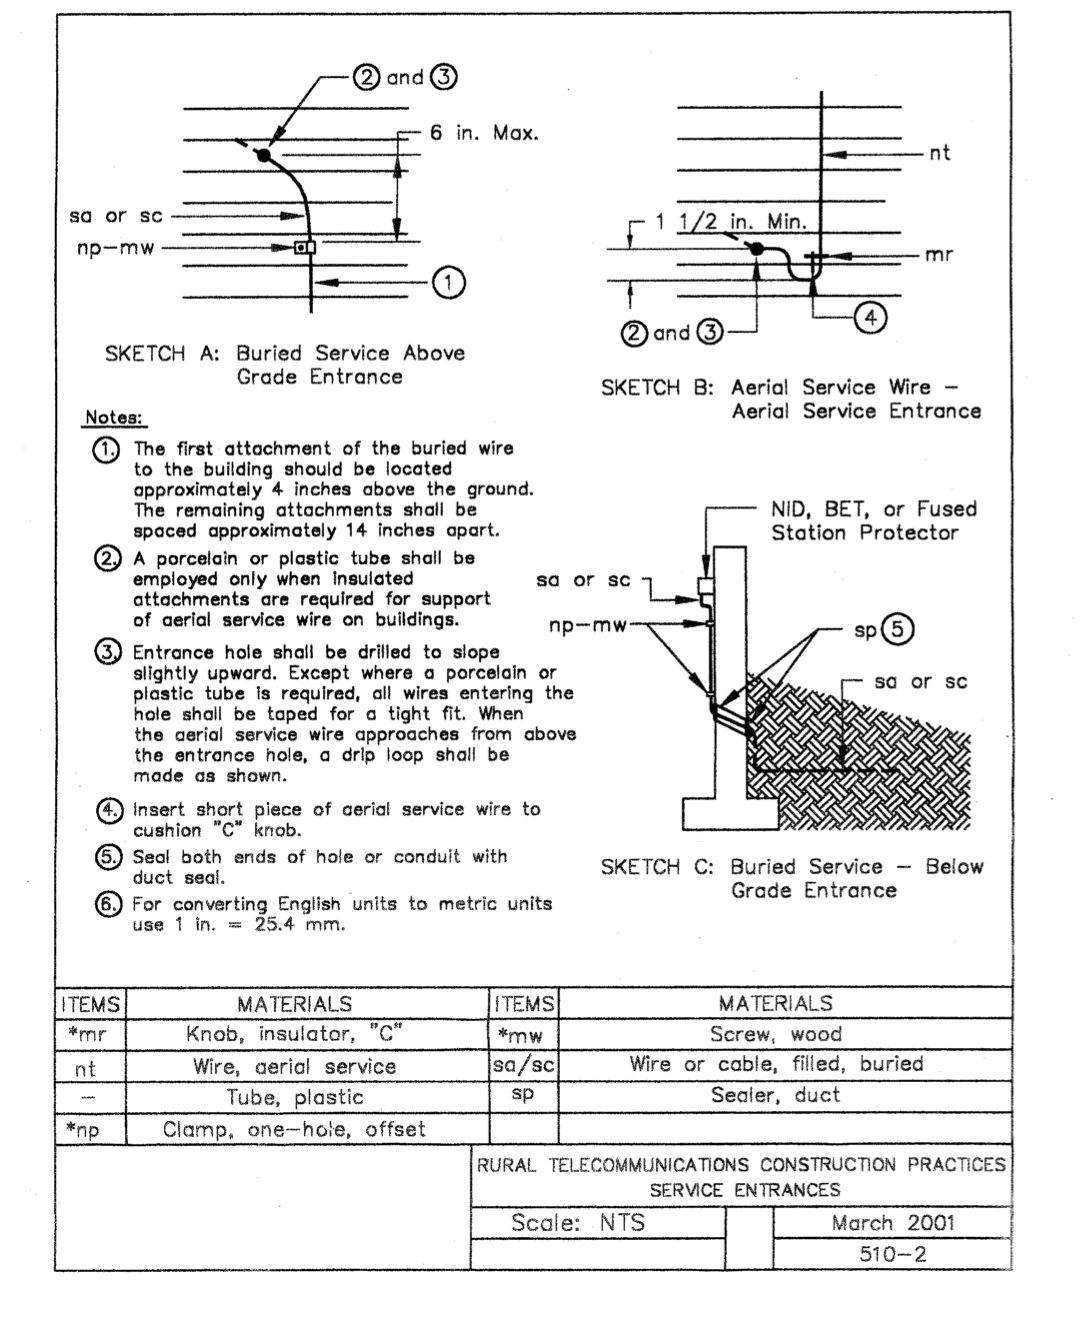 ② and ③
6 in. Max.
sa or sc
np-mw
①
SKETCH A: Buried Service Above
Grade Entrance
nt
1 1/2 in. Min.
mr
② and ③
④
SKETCH B: Aerial Service Wire -
Aerial Service Entrance
Notes:
①. The first attachment of the buried wire
to the building should be located
approximately 4 inches above the ground.
The remaining attachments shall be
spaced approximately 14 inches apart.
②. A porcelain or plastic tube shall be
employed only when insulated
attachments are required for support
of aerial service wire on buildings.
③. Entrance hole shall be drilled to slope
slightly upward. Except where a porcelain or
plastic tube is required, all wires entering the
hole shall be taped for a tight fit. When
the aerial service wire approaches from above
the entrance hole, a drip loop shall be
made as shown.
④. Insert short piece of aerial service wire to
cushion "C" knob.
⑤. Seal both ends of hole or conduit with
duct seal.
⑥. For converting English units to metric units
use 1 in. = 25.4 mm.
NID, BET, or Fused
Station Protector
sa or sc
np-mw
sp ⑤
sa or sc
SKETCH C: Buried Service - Below
Grade Entrance
ITEMS MATERIALS ITEMS MATERIALS
*mr Knob, insulator, "C" *mw Screw, wood
nt Wire, aerial service sa/sc Wire or cable, filled, buried
- Tube, plastic sp Sealer, duct
*np Clamp, one-hole, offset
RURAL TELECOMMUNICATIONS CONSTRUCTION PRACTICES
SERVICE ENTRANCES
Scale: NTS March 2001
510-2